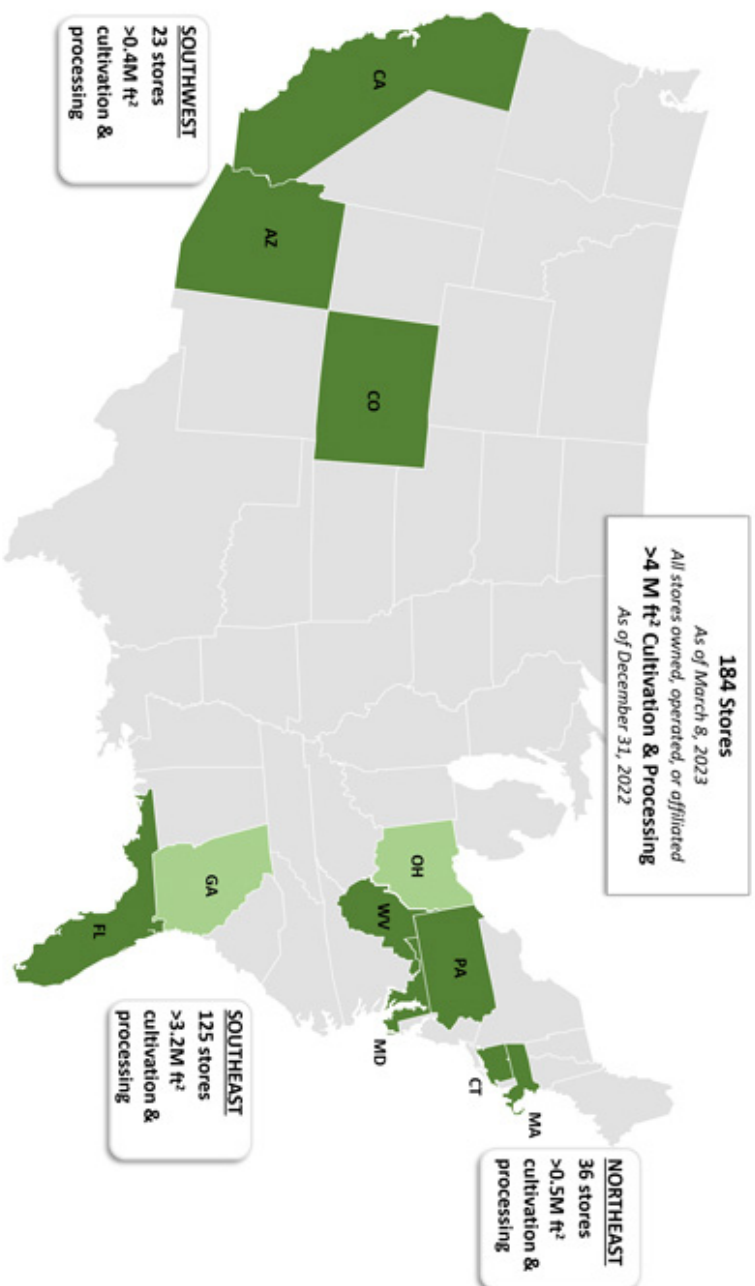 184 Stores
As of March 8, 2023
All stores owned, operated, or affiliated
>4 M ft² Cultivation & Processing
As of December 31, 2022
CA
AZ
CO
OH
WV
PA
GA
FL
MD
CT
MA
SOUTHWEST
23 stores
>0.4M ft²
cultivation &
processing
SOUTHEAST
125 stores
>3.2M ft²
cultivation &
processing
NORTHEAST
36 stores
>0.5M ft²
cultivation &
processing